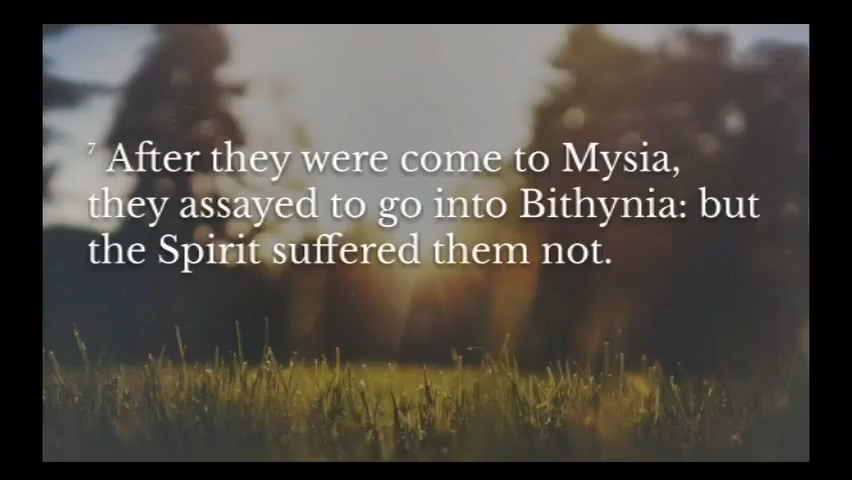 7 After they were come to Mysia,
they assayed to go into Bithynia: but
the Spirit suffered them not.